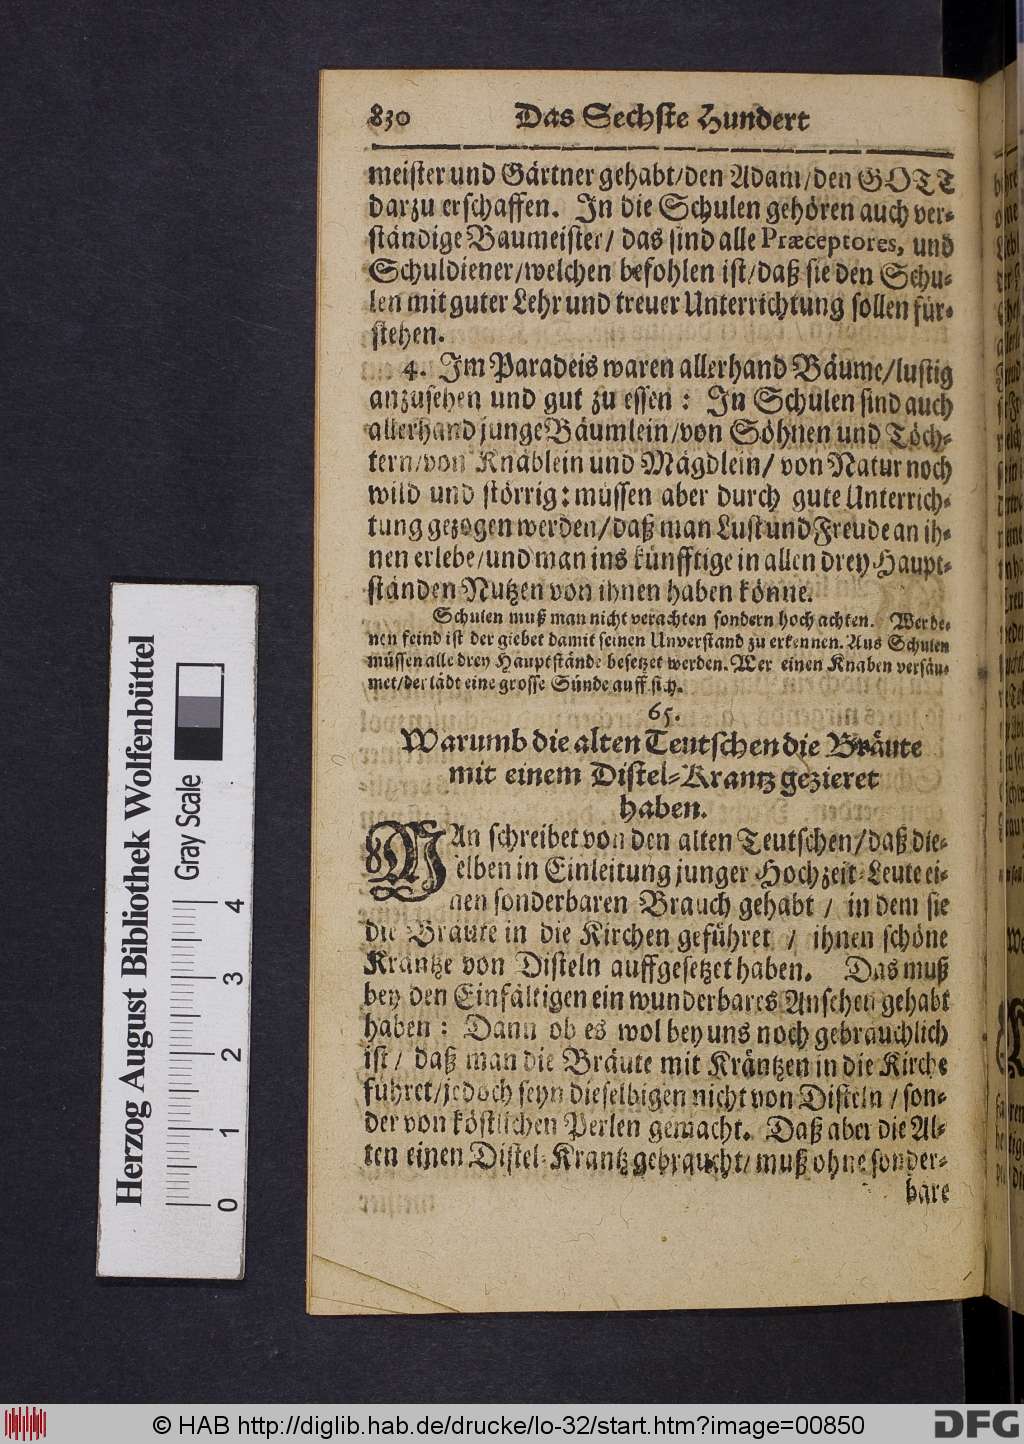 830 Das Sechste Hundert
meister und Gärtner gehabt/den Adam/den GOTT
darzu erschaffen. In die Schulen gehören auch ver-
ständige Baumeister/ das sind alle Præceptores, und
Schuldiener/welchen befohlen ist/daß sie den Schu-
len mit guter Lehr und treuer Unterrichtung sollen für-
stehen.
4. Im Paradeis waren allerhand Bäume/lustig
anzusehen und gut zu essen: In Schulen sind auch
allerhand junge Bäumlein/von Söhnen und Töch-
tern/von Knäblein und Mägdlein/ von Natur noch
wild und störrig: müssen aber durch gute Unterrich-
tung gezogen werden/daß man Lust und Freude an ih-
nen erlebe/und man ins künfftige in allen drey Haupt-
ständen Nutzen von ihnen haben könne.
Schulen muß man nicht verachten sondern hoch achten. Wer de-
nen feind ist der giebet damit seinen Unverstand zu erkennen. Aus Schulen
müssen alle drey Hauptstände besetzet werden. Wer einen Knaben versäu-
met/der lädt eine grosse Sünde auff sich.
65.
Warumb die alten Teutschen die Bräute
mit einem Distel-Krantz gezieret
haben.
MAn schreibet von den alten Teutschen/daß die-
selben in Einleitung junger Hochzeit-Leute ei-
nen sonderbaren Brauch gehabt / in dem sie
die Bräute in die Kirchen geführet / ihnen schöne
Kräntze von Disteln auffgesetzet haben. Das muß
bey den Einfältigen ein wunderbares Ansehen gehabt
haben: Dann ob es wol bey uns noch gebräuchlich
ist/ daß man die Bräute mit Kräntzen in die Kirche
führet/jedoch seyn dieselbigen nicht von Disteln/son-
der von köstlichen Perlen gemacht. Daß aber die Al-
ten einen Distel-Krantz gebraucht/muß ohne sonder-
bare
Herzog August Bibliothek Wolfenbüttel
Gray Scale
0 1 2 3 4
© HAB http://diglib.hab.de/drucke/lo-32/start.htm?image=00850
DFG